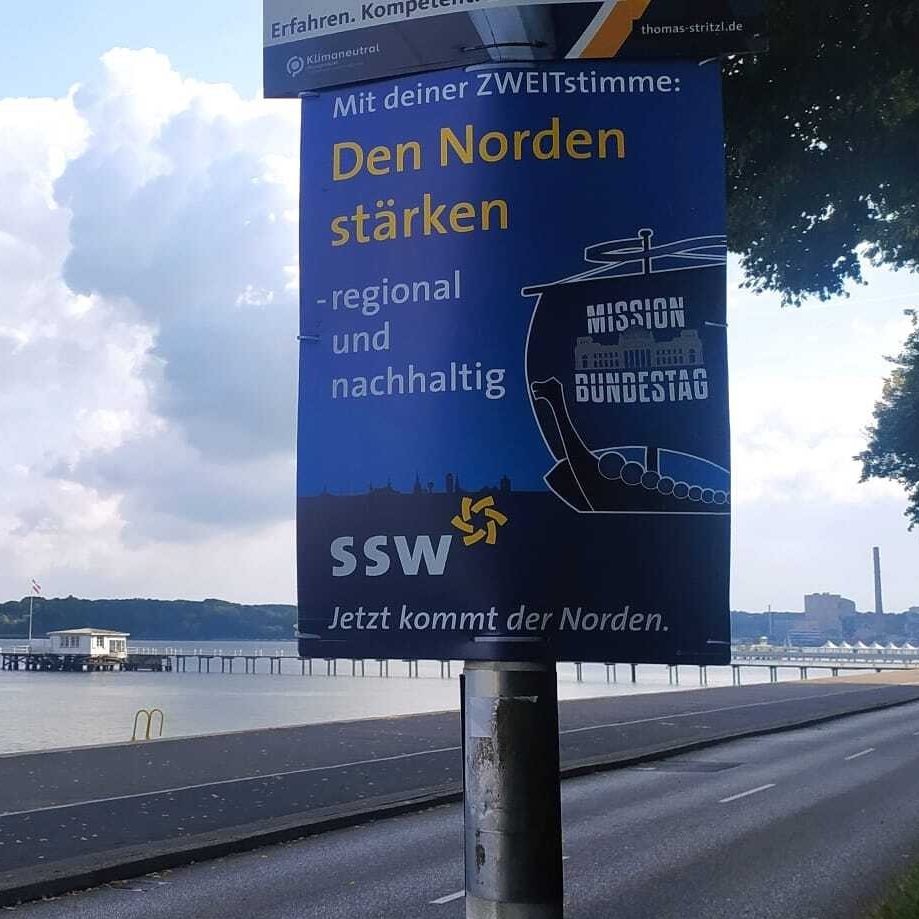 Erfahren. Kompetent.
Klimaneutral
thomas-stritzl.de
Mit deiner ZWEITstimme:
Den Norden
stärken
- regional
und
nachhaltig
MISSION
BUNDESTAG
SSW
Jetzt kommt der Norden.